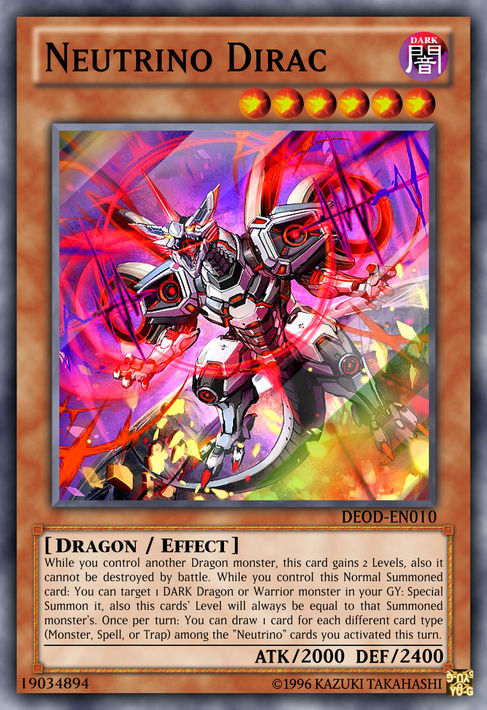 NEUTRINO DIRAC
DARK
闇
DEOD-EN010
[ DRAGON / EFFECT ]
While you control another Dragon monster, this card gains 2 Levels, also it
cannot be destroyed by battle. While you control this Normal Summoned
card: You can target 1 DARK Dragon or Warrior monster in your GY: Special
Summon it, also this cards' Level will always be equal to that Summoned
monster's. Once per turn: You can draw 1 card for each different card type
(Monster, Spell, or Trap) among the "Neutrino" cards you activated this turn.
ATK/2000 DEF/2400
19034894
©1996 KAZUKI TAKAHASHI